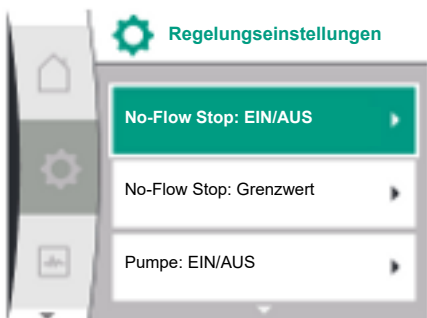 Regelungseinstellungen
No-Flow Stop: EIN/AUS
No-Flow Stop: Grenzwert
Pumpe: EIN/AUS